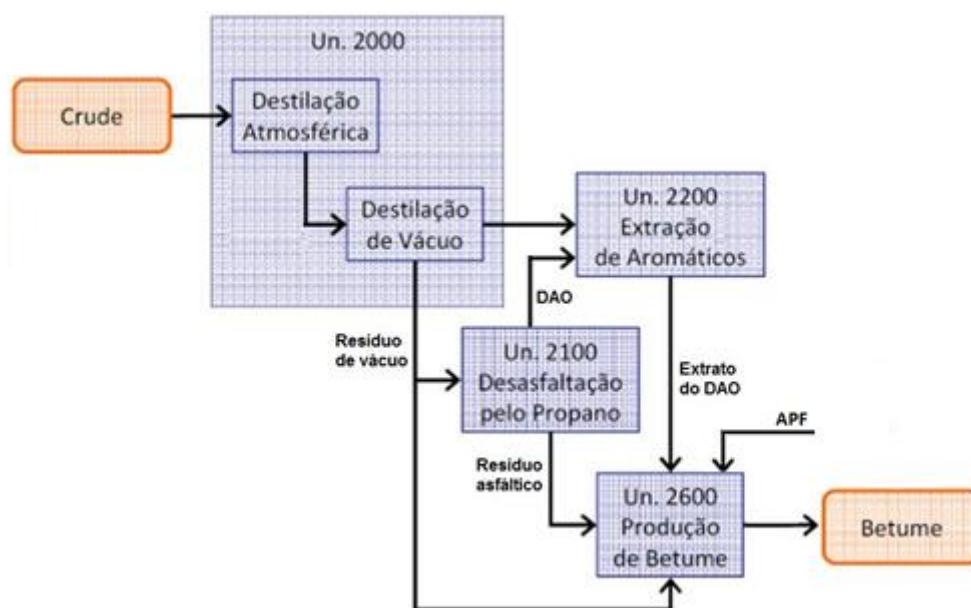 Un. 2000
Crude
Destilação
Atmosférica
Destilação
de Vácuo
Un. 2200
Extração
de Aromáticos
DAO
Resíduo
de vácuo
Un. 2100
Desasfaltação
pelo Propano
Extrato
do DAO
APF
Resíduo
asfáltico
Un. 2600
Produção
de Betume
Betume